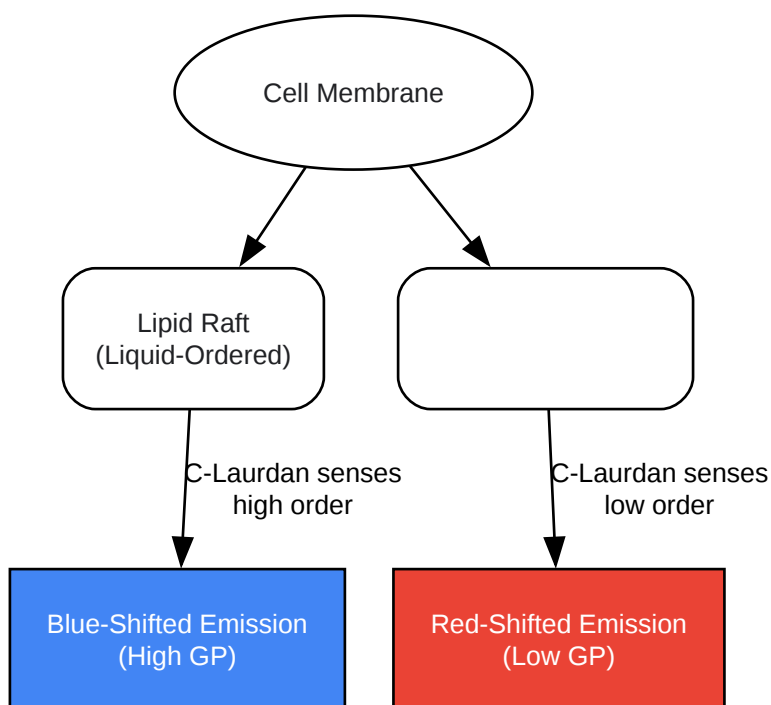 Cell Membrane
Lipid Raft
(Liquid-Ordered)
C-Laurdan senses
high order
C-Laurdan senses
low order
Blue-Shifted Emission
(High GP)
Red-Shifted Emission
(Low GP)